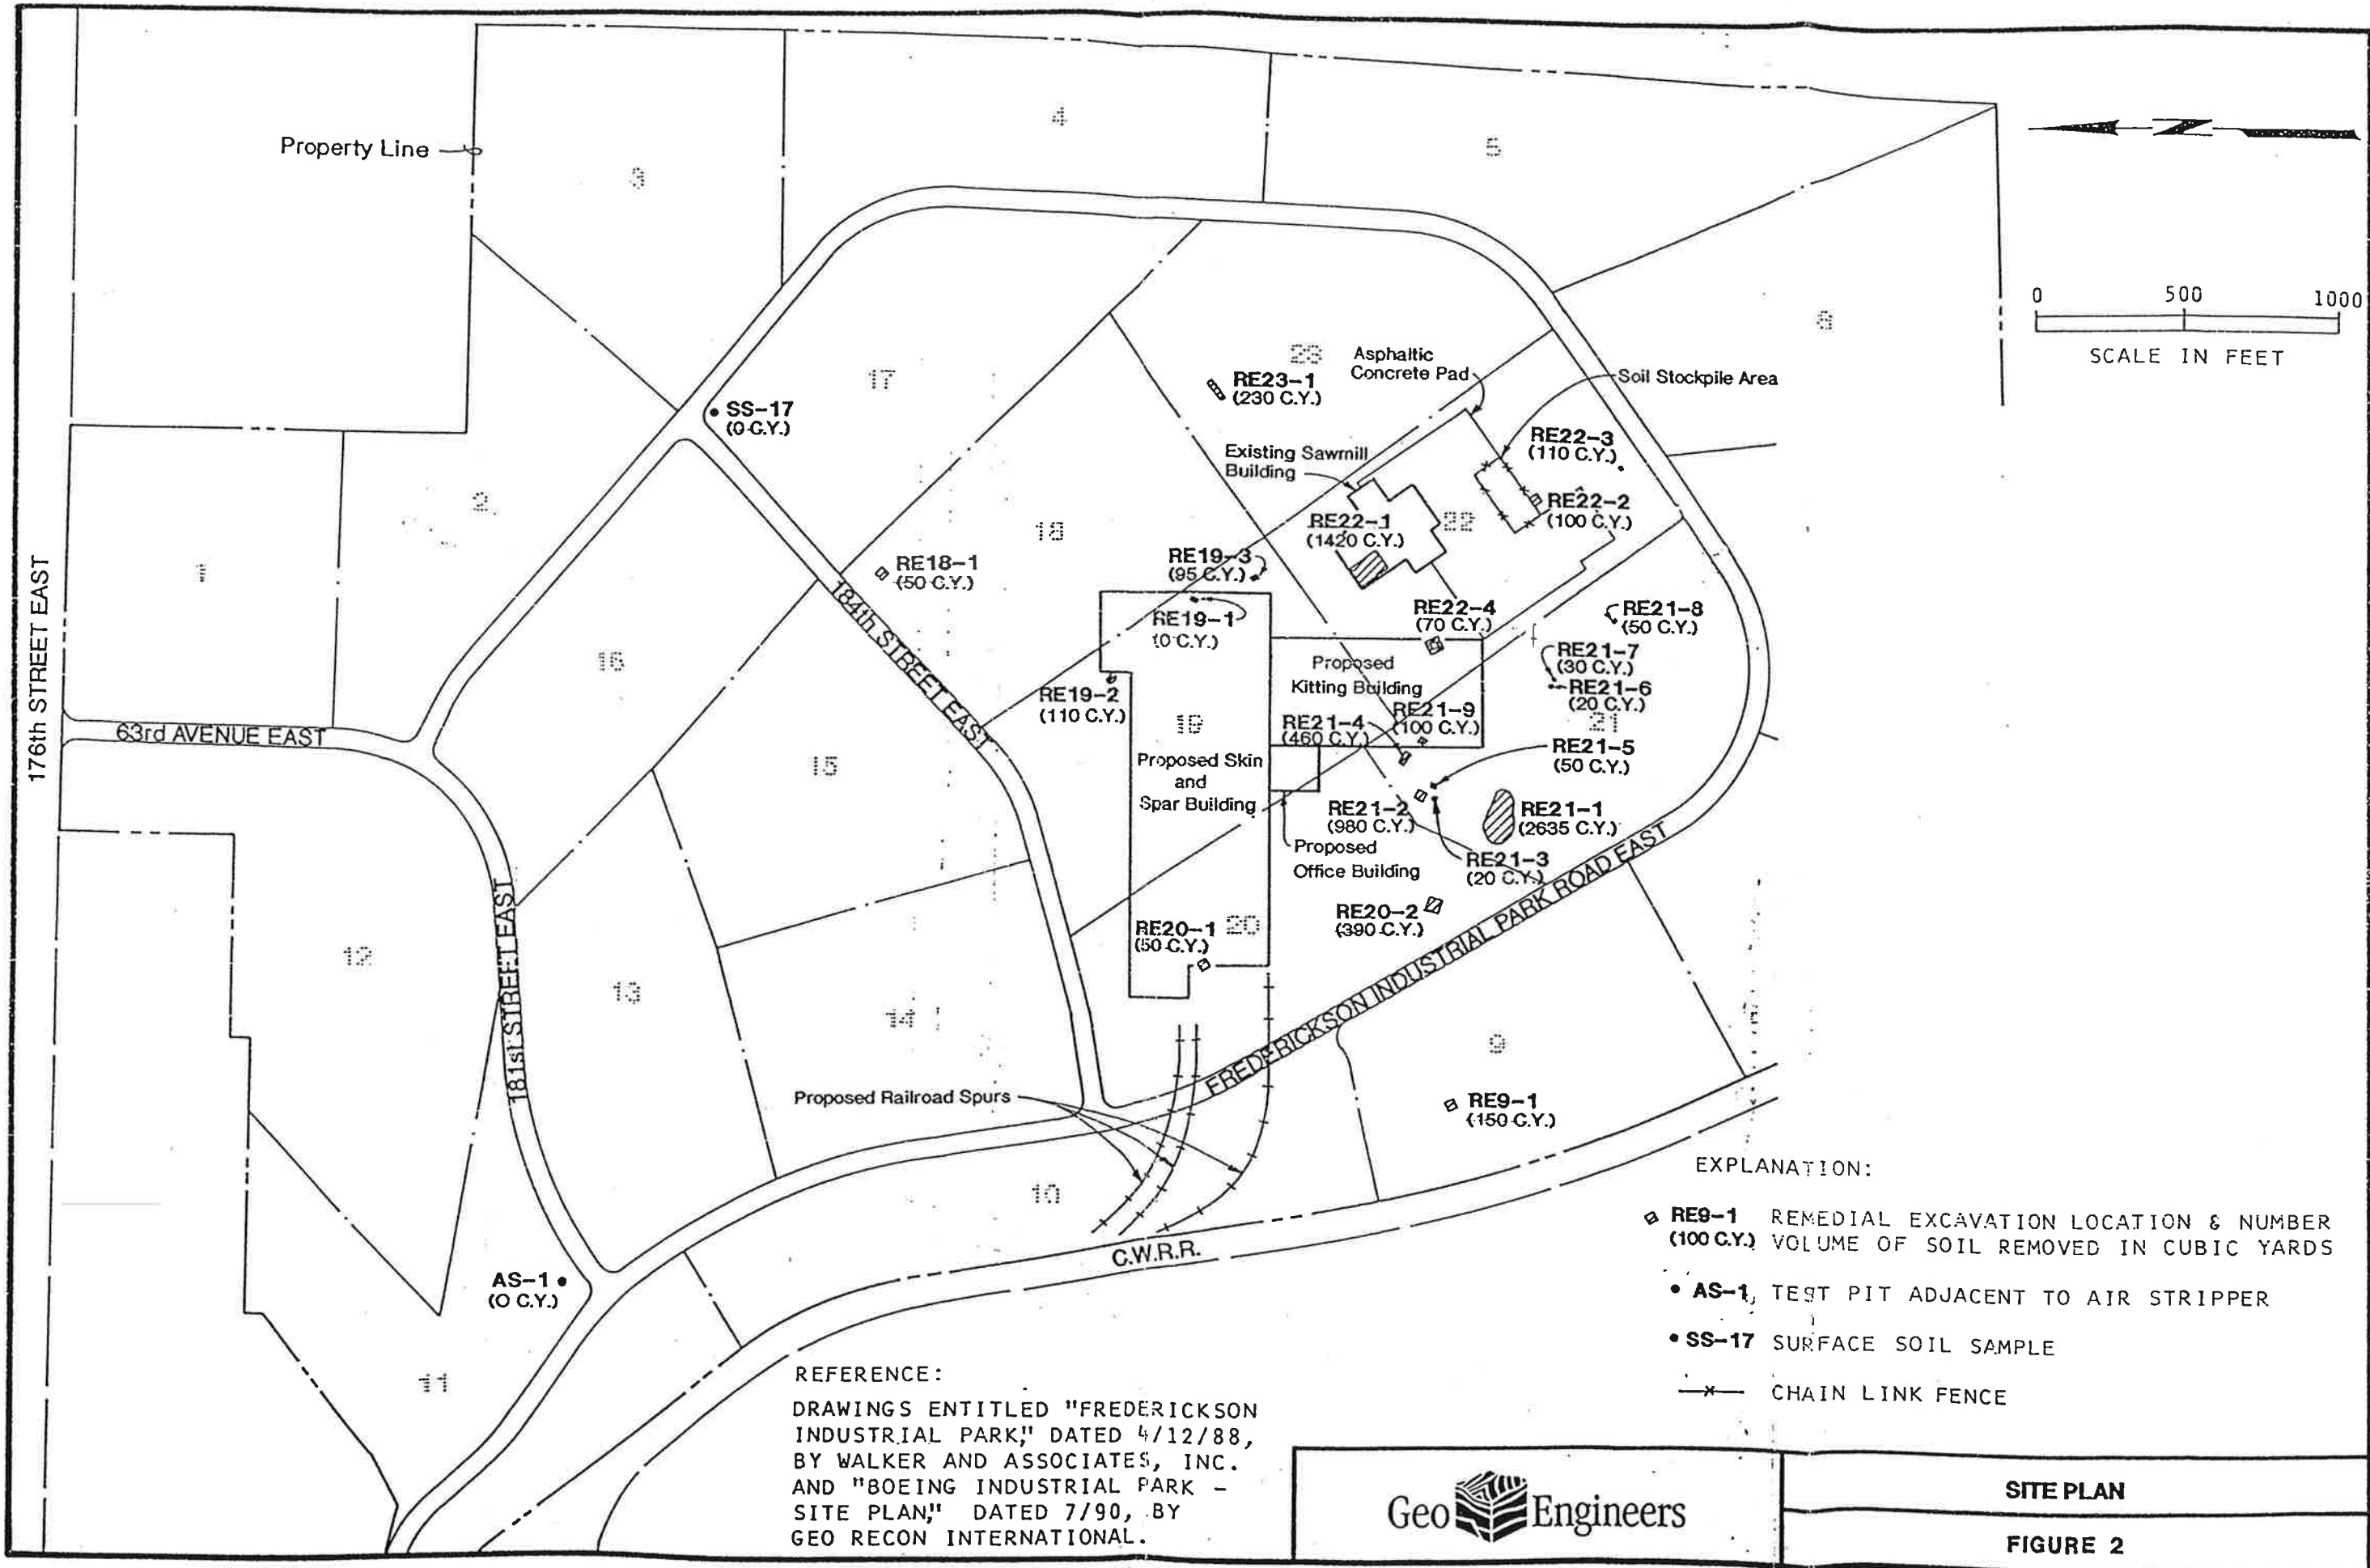 4
5
Property Line
3
0 500 1000
SCALE IN FEET
8
23
Asphaltic
Concrete Pad
Soil Stockpile Area
17
RE23-1
(230 C.Y.)
SS-17
(0 C.Y.)
RE22-3
(110 C.Y.)
Existing Sawmill
Building
2
RE22-2
(100 C.Y.)
RE22-1
(1420 C.Y.)
22
18
176th STREET EAST
1
RE18-1
(50 C.Y.)
RE19-3
(95 C.Y.)
184th STREET EAST
RE19-1
(0 C.Y.)
RE22-4
(70 C.Y.)
RE21-8
(50 C.Y.)
16
Proposed
Kitting Building
RE21-7
(30 C.Y.)
RE21-6
(20 C.Y.)
RE19-2
(110 C.Y.)
RE21-9
(100 C.Y.)
RE21-4
(460 C.Y.)
21
19
63rd AVENUE EAST
RE21-5
(50 C.Y.)
15
Proposed Skin
and
Spar Building
RE21-2
(980 C.Y.)
RE21-1
(2635 C.Y.)
Proposed
Office Building
RE21-3
(20 C.Y.)
RE20-2
(390 C.Y.)
RE20-1
(50 C.Y.)
20
FREDERICKSON INDUSTRIAL PARK ROAD EAST
12
181st STREET EAST
13
14
9
Proposed Railroad Spurs
RE9-1
(150 C.Y.)
10
C.W.R.R.
AS-1
(0 C.Y.)
11
EXPLANATION:
RE9-1 REMEDIAL EXCAVATION LOCATION & NUMBER
(100 C.Y.) VOLUME OF SOIL REMOVED IN CUBIC YARDS
AS-1 TEST PIT ADJACENT TO AIR STRIPPER
SS-17 SURFACE SOIL SAMPLE
CHAIN LINK FENCE
REFERENCE:
DRAWINGS ENTITLED "FREDERICKSON
INDUSTRIAL PARK," DATED 4/12/88,
BY WALKER AND ASSOCIATES, INC.
AND "BOEING INDUSTRIAL PARK -
SITE PLAN," DATED 7/90, BY
GEO RECON INTERNATIONAL.
Geo Engineers
SITE PLAN
FIGURE 2